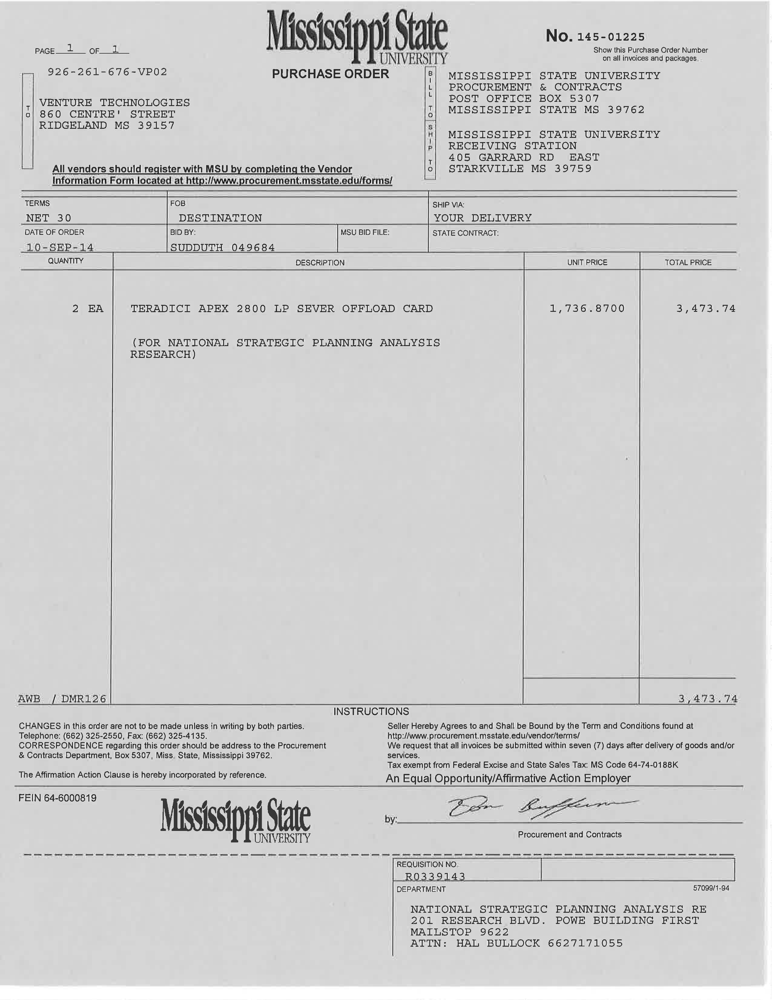 Mississippi State
UNIVERSITY
PAGE 1 OF 1
No. 145-01225
Show this Purchase Order Number
on all invoices and packages.
926-261-676-VP02
PURCHASE ORDER
TO
VENTURE TECHNOLOGIES
860 CENTRE' STREET
RIDGELAND MS 39157
BILL TO
MISSISSIPPI STATE UNIVERSITY
PROCUREMENT & CONTRACTS
POST OFFICE BOX 5307
MISSISSIPPI STATE MS 39762
SHIP TO
MISSISSIPPI STATE UNIVERSITY
RECEIVING STATION
405 GARRARD RD EAST
STARKVILLE MS 39759
All vendors should register with MSU by completing the Vendor
Information Form located at http://www.procurement.msstate.edu/forms/
TERMS
NET 30
FOB
DESTINATION
SHIP VIA:
YOUR DELIVERY
DATE OF ORDER
10-SEP-14
BID BY:
SUDDUTH 049684
MSU BID FILE:
STATE CONTRACT:
QUANTITY DESCRIPTION UNIT PRICE TOTAL PRICE
2 EA TERADICI APEX 2800 LP SEVER OFFLOAD CARD 1,736.8700 3,473.74
(FOR NATIONAL STRATEGIC PLANNING ANALYSIS
RESEARCH)
AWB / DMR126 3,473.74
INSTRUCTIONS
CHANGES in this order are not to be made unless in writing by both parties.
Telephone: (662) 325-2550, Fax: (662) 325-4135.
CORRESPONDENCE regarding this order should be address to the Procurement
& Contracts Department, Box 5307, Miss. State, Mississippi 39762.
The Affirmation Action Clause is hereby incorporated by reference.
Seller Hereby Agrees to and Shall be Bound by the Term and Conditions found at
http://www.procurement.msstate.edu/vendor/terms/
We request that all invoices be submitted within seven (7) days after delivery of goods and/or
services.
Tax exempt from Federal Excise and State Sales Tax: MS Code 64-74-0188K
An Equal Opportunity/Affirmative Action Employer
FEIN 64-6000819
Mississippi State
UNIVERSITY
by: Don Buffum
Procurement and Contracts
REQUISITION NO.
R0339143
DEPARTMENT 57099/1-94
NATIONAL STRATEGIC PLANNING ANALYSIS RE
201 RESEARCH BLVD. POWE BUILDING FIRST
MAILSTOP 9622
ATTN: HAL BULLOCK 6627171055